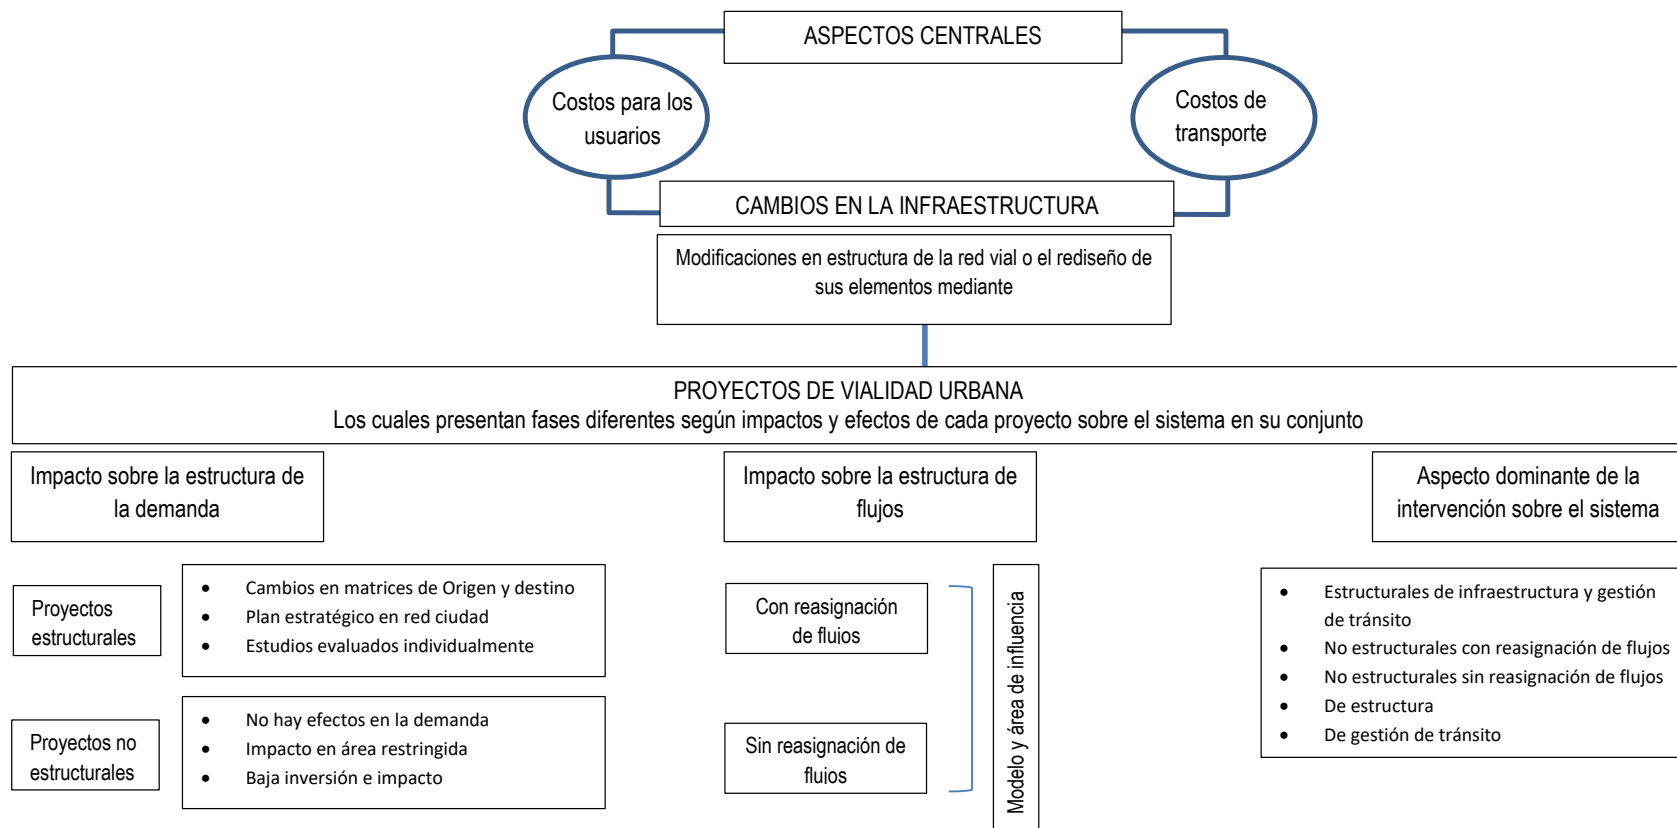 ASPECTOS CENTRALES
Costos para los
usuarios
Costos de
transporte
CAMBIOS EN LA INFRAESTRUCTURA
Modificaciones en estructura de la red vial o el rediseño de
sus elementos mediante
PROYECTOS DE VIALIDAD URBANA
Los cuales presentan fases diferentes según impactos y efectos de cada proyecto sobre el sistema en su conjunto
Impacto sobre la estructura de
la demanda
Proyectos
estructurales
• Cambios en matrices de Origen y destino
• Plan estratégico en red ciudad
• Estudios evaluados individualmente
Proyectos no
estructurales
• No hay efectos en la demanda
• Impacto en área restringida
• Baja inversión e impacto
Impacto sobre la estructura de
flujos
Con reasignación
de flujos
Sin reasignación de
flujos
Modelo y área de influencia
Aspecto dominante de la
intervención sobre el sistema
• Estructurales de infraestructura y gestión
de tránsito
• No estructurales con reasignación de flujos
• No estructurales sin reasignación de flujos
• De estructura
• De gestión de tránsito